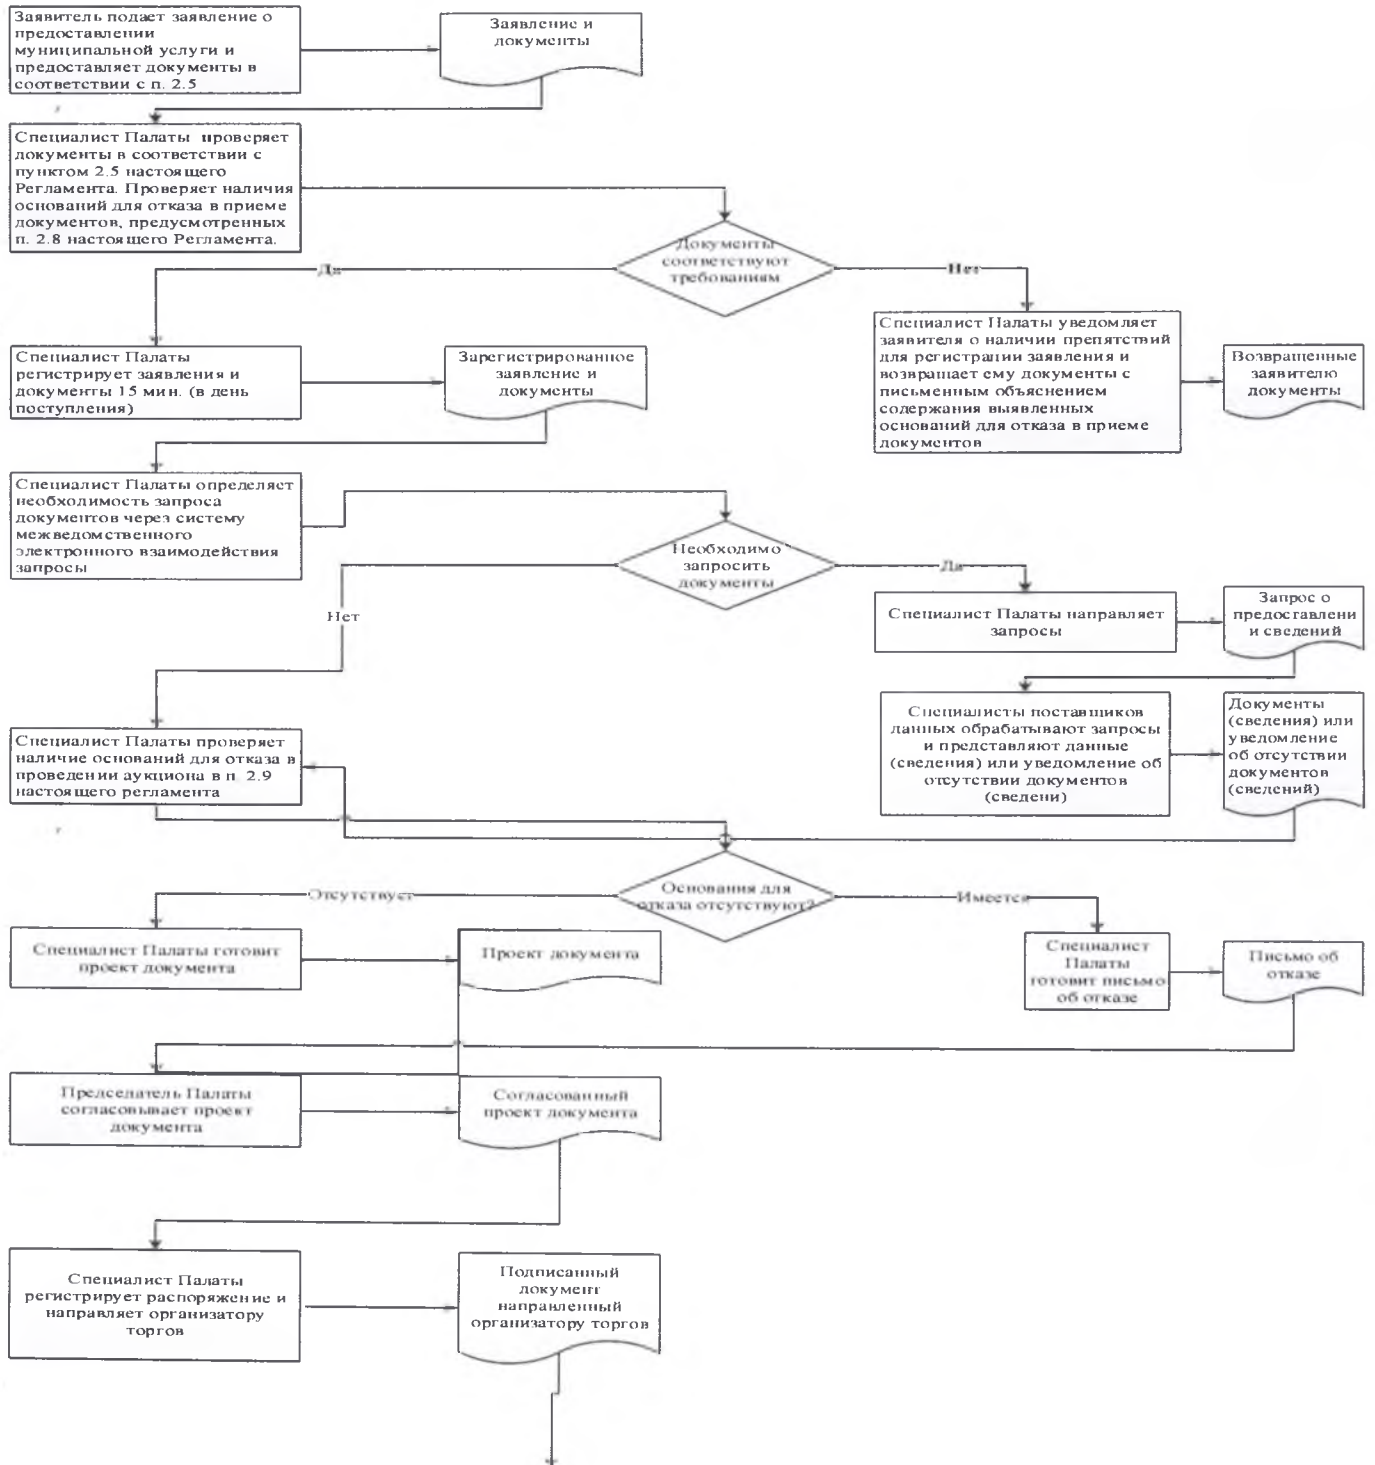 Заявитель подает заявление о
предоставлении
муниципальной услуги и
предоставляет документы в
соответствии с п. 2.5
Заявление и
документы
Специалист Палаты проверяет
документы в соответствии с
пунктом 2.5 настоящего
Регламента. Проверяет наличия
оснований для отказа в приеме
документов, предусмотренных
п. 2.8 настоящего Регламента.
Документы
соответствуют
требованиям
Да
Нет
Специалист Палаты
регистрирует заявления и
документы 15 мин. (в день
поступления)
Зарегистрированное
заявление и
документы
Специалист Палаты уведомляет
заявителя о наличии препятствий
для регистрации заявления и
возвращает ему документы с
письменным объяснением
содержания выявленных
оснований для отказа в приеме
документов
Возвращенные
заявителю
документы
Специалист Палаты определяет
необходимость запроса
документов через систему
межведомственного
электронного взаимодействия
запросы
Необходимо
запросить
документы
Да
Нет
Специалист Палаты направляет
запросы
Запрос о
предоставлени
и сведений
Специалисты поставщиков
данных обрабатывают запросы
и представляют данные
(сведения) или уведомление об
отсутствии документов
(сведени)
Документы
(сведения) или
уведомление
об отсутствии
документов
(сведений)
Специалист Палаты проверяет
наличие оснований для отказа в
проведении аукциона в п. 2.9
настоящего регламента
Основания для
отказа отсутствуют?
Отсутствует
Имеется
Специалист Палаты готовит
проект документа
Проект документа
Специалист
Палаты
готовит письмо
об отказе
Письмо об
отказе
Председатель Палаты
согласовывает проект
документа
Согласованный
проект документа
Специалист Палаты
регистрирует распоряжение и
направляет организатору
торгов
Подписанный
документ
направленный
организатору торгов